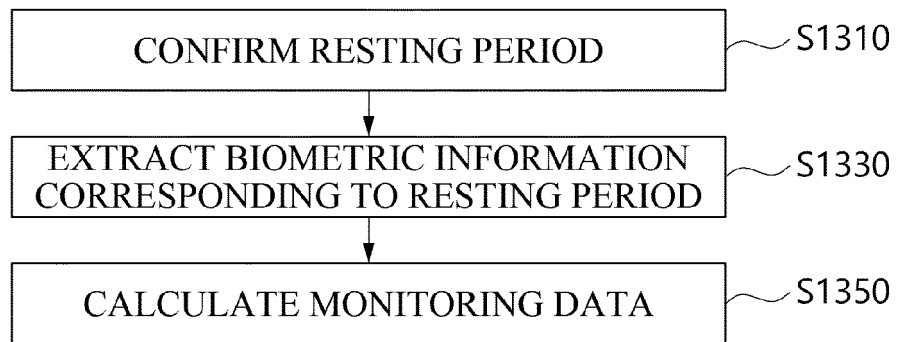 CONFIRM RESTING PERIOD
S1310
EXTRACT BIOMETRIC INFORMATION
CORRESPONDING TO RESTING PERIOD
S1330
CALCULATE MONITORING DATA
S1350